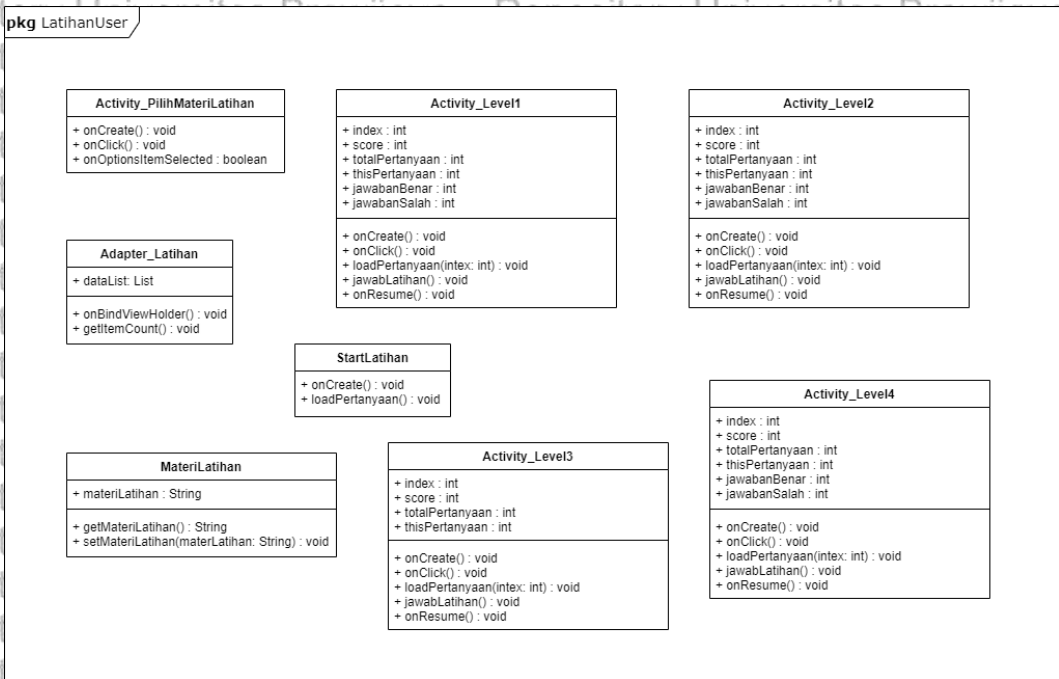 pkg LatihanUser
Activity_PilihMateriLatihan
+ onCreate() : void
+ onClick() : void
+ onOptionsItemSelected : boolean
Activity_Level1
+ index : int
+ score : int
+ totalPertanyaan : int
+ thisPertanyaan : int
+ jawabanBenar : int
+ jawabanSalah : int
+ onCreate() : void
+ onClick() : void
+ loadPertanyaan(intex: int) : void
+ jawabLatihan() : void
+ onResume() : void
Activity_Level2
+ index : int
+ score : int
+ totalPertanyaan : int
+ thisPertanyaan : int
+ jawabanBenar : int
+ jawabanSalah : int
+ onCreate() : void
+ onClick() : void
+ loadPertanyaan(intex: int) : void
+ jawabLatihan() : void
+ onResume() : void
Adapter_Latihan
+ dataList: List
+ onBindViewHolder() : void
+ getItemCount() : void
StartLatihan
+ onCreate() : void
+ loadPertanyaan() : void
Activity_Level4
+ index : int
+ score : int
+ totalPertanyaan : int
+ thisPertanyaan : int
+ jawabanBenar : int
+ jawabanSalah : int
+ onCreate() : void
+ onClick() : void
+ loadPertanyaan(intex: int) : void
+ jawabLatihan() : void
+ onResume() : void
MateriLatihan
+ materiLatihan : String
+ getMateriLatihan() : String
+ setMateriLatihan(materLatihan: String) : void
Activity_Level3
+ index : int
+ score : int
+ totalPertanyaan : int
+ thisPertanyaan : int
+ onCreate() : void
+ onClick() : void
+ loadPertanyaan(intex: int) : void
+ jawabLatihan() : void
+ onResume() : void